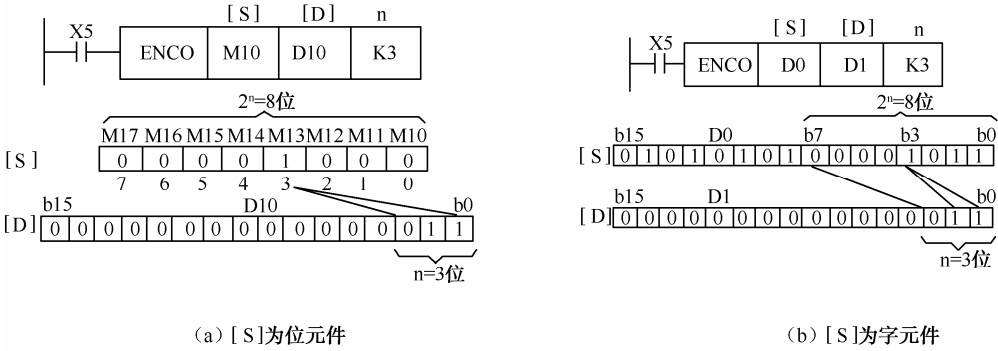 [S] [D] n
X5
ENCO M10 D10 K3
2ⁿ=8位
M17 M16 M15 M14 M13 M12 M11 M10
[S] 0 0 0 0 1 0 0 0
7 6 5 4 3 2 1 0
b15 D10 b0
[D] 0 0 0 0 0 0 0 0 0 0 0 0 0 0 0 1 1
n=3位
(a) [S]为位元件
[S] [D] n
X5
ENCO D0 D1 K3
2ⁿ=8位
b15 D0 b7 b3 b0
[S] 0 1 0 1 0 1 0 1 0 0 0 0 1 0 1 1
b15 D1 b0
[D] 0 0 0 0 0 0 0 0 0 0 0 0 0 0 1 1
n=3位
(b) [S]为字元件